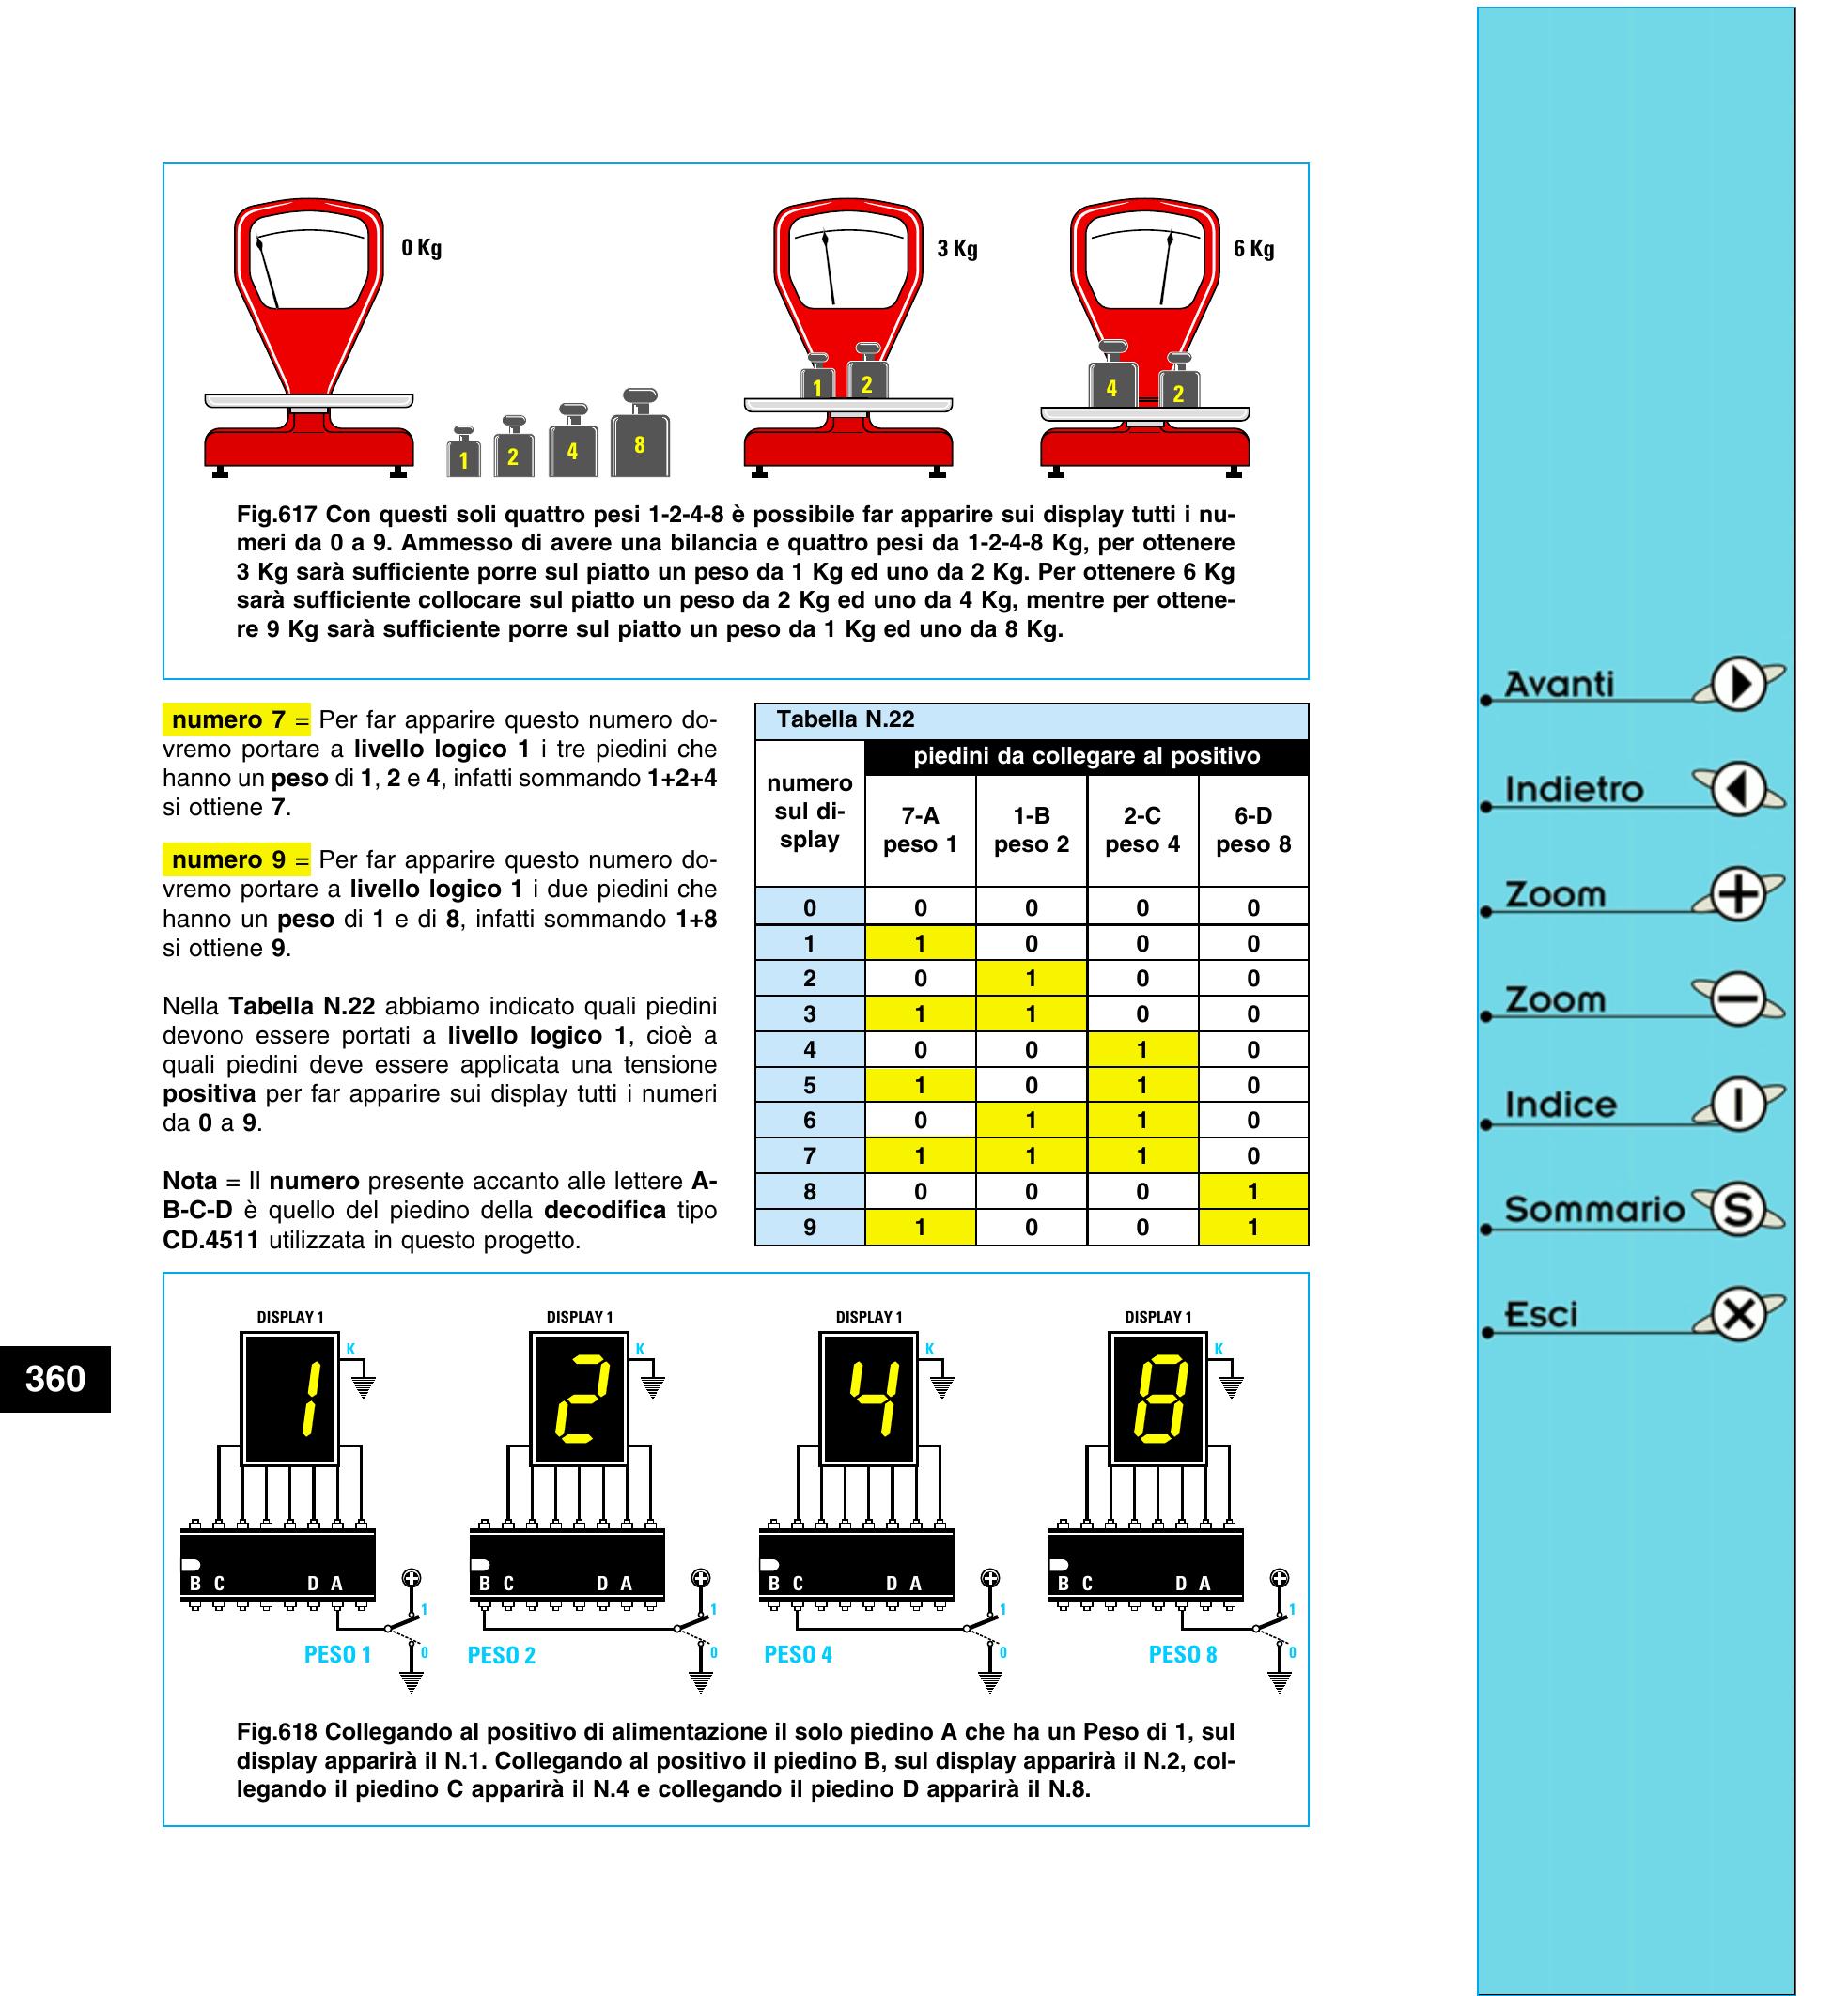 0 Kg
3 Kg
6 Kg
1 2 4 8
1 2
4 2
Fig.617 Con questi soli quattro pesi 1-2-4-8 è possibile far apparire sui display tutti i nu-
meri da 0 a 9. Ammesso di avere una bilancia e quattro pesi da 1-2-4-8 Kg, per ottenere
3 Kg sarà sufficiente porre sul piatto un peso da 1 Kg ed uno da 2 Kg. Per ottenere 6 Kg
sarà sufficiente collocare sul piatto un peso da 2 Kg ed uno da 4 Kg, mentre per ottene-
re 9 Kg sarà sufficiente porre sul piatto un peso da 1 Kg ed uno da 8 Kg.
numero 7 = Per far apparire questo numero do-
vremo portare a livello logico 1 i tre piedini che
hanno un peso di 1, 2 e 4, infatti sommando 1+2+4
si ottiene 7.
numero 9 = Per far apparire questo numero do-
vremo portare a livello logico 1 i due piedini che
hanno un peso di 1 e di 8, infatti sommando 1+8
si ottiene 9.
Nella Tabella N.22 abbiamo indicato quali piedini
devono essere portati a livello logico 1, cioè a
quali piedini deve essere applicata una tensione
positiva per far apparire sui display tutti i numeri
da 0 a 9.
Nota = Il numero presente accanto alle lettere A-
B-C-D è quello del piedino della decodifica tipo
CD.4511 utilizzata in questo progetto.
Tabella N.22
piedini da collegare al positivo
numero
sul di-
splay
7-A 1-B 2-C 6-D
peso 1 peso 2 peso 4 peso 8
0 0 0 0 0
1 1 0 0 0
2 0 1 0 0
3 1 1 0 0
4 0 0 1 0
5 1 0 1 0
6 0 1 1 0
7 1 1 1 0
8 0 0 0 1
9 1 0 0 1
360
DISPLAY 1 DISPLAY 1 DISPLAY 1 DISPLAY 1
K K K K
1 2 4 8
B C D A B C D A B C D A B C D A
1 1 1 1
PESO 1 0 PESO 2 0 PESO 4 0 PESO 8 0
Fig.618 Collegando al positivo di alimentazione il solo piedino A che ha un Peso di 1, sul
display apparirà il N.1. Collegando al positivo il piedino B, sul display apparirà il N.2, col-
legando il piedino C apparirà il N.4 e collegando il piedino D apparirà il N.8.
Avanti
Indietro
Zoom
Zoom
Indice I
Sommario S
Esci